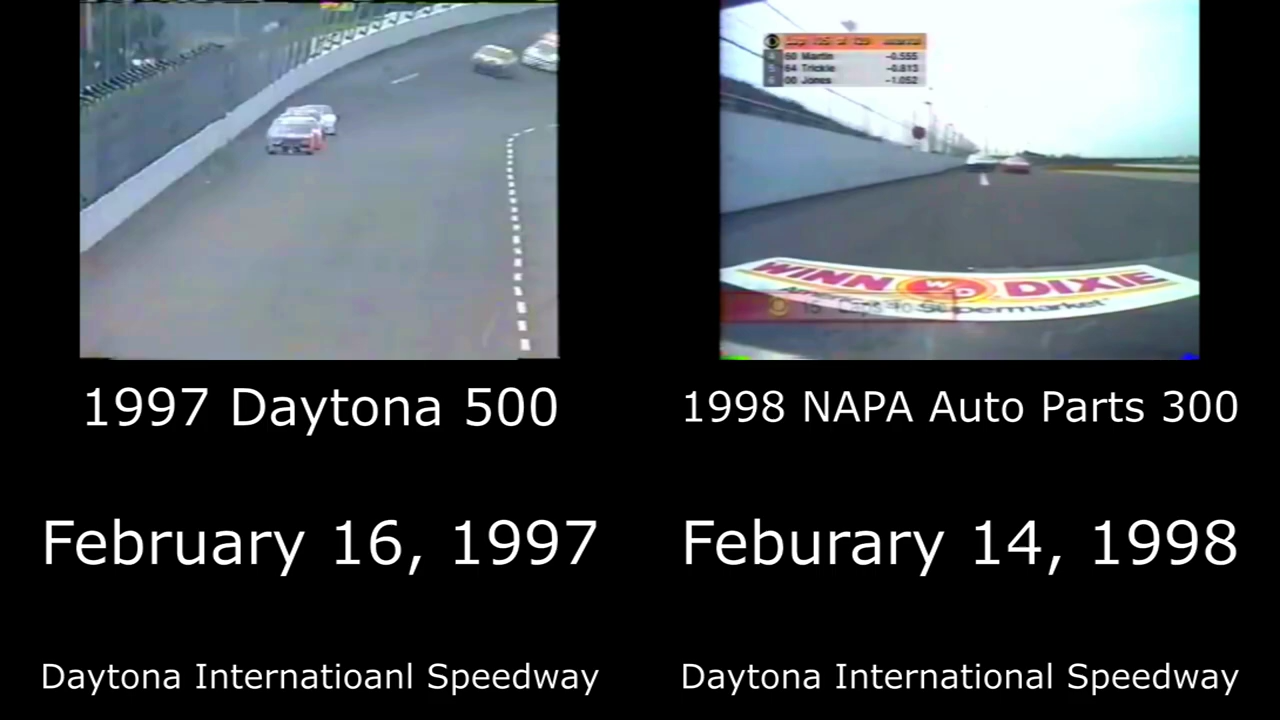 60 Martin -0.555
64 Trickle -0.813
00 Jones -1.052
WINN W D DIXIE
Supermarket
1997 Daytona 500
1998 NAPA Auto Parts 300
February 16, 1997
Feburary 14, 1998
Daytona Internatioanl Speedway
Daytona International Speedway